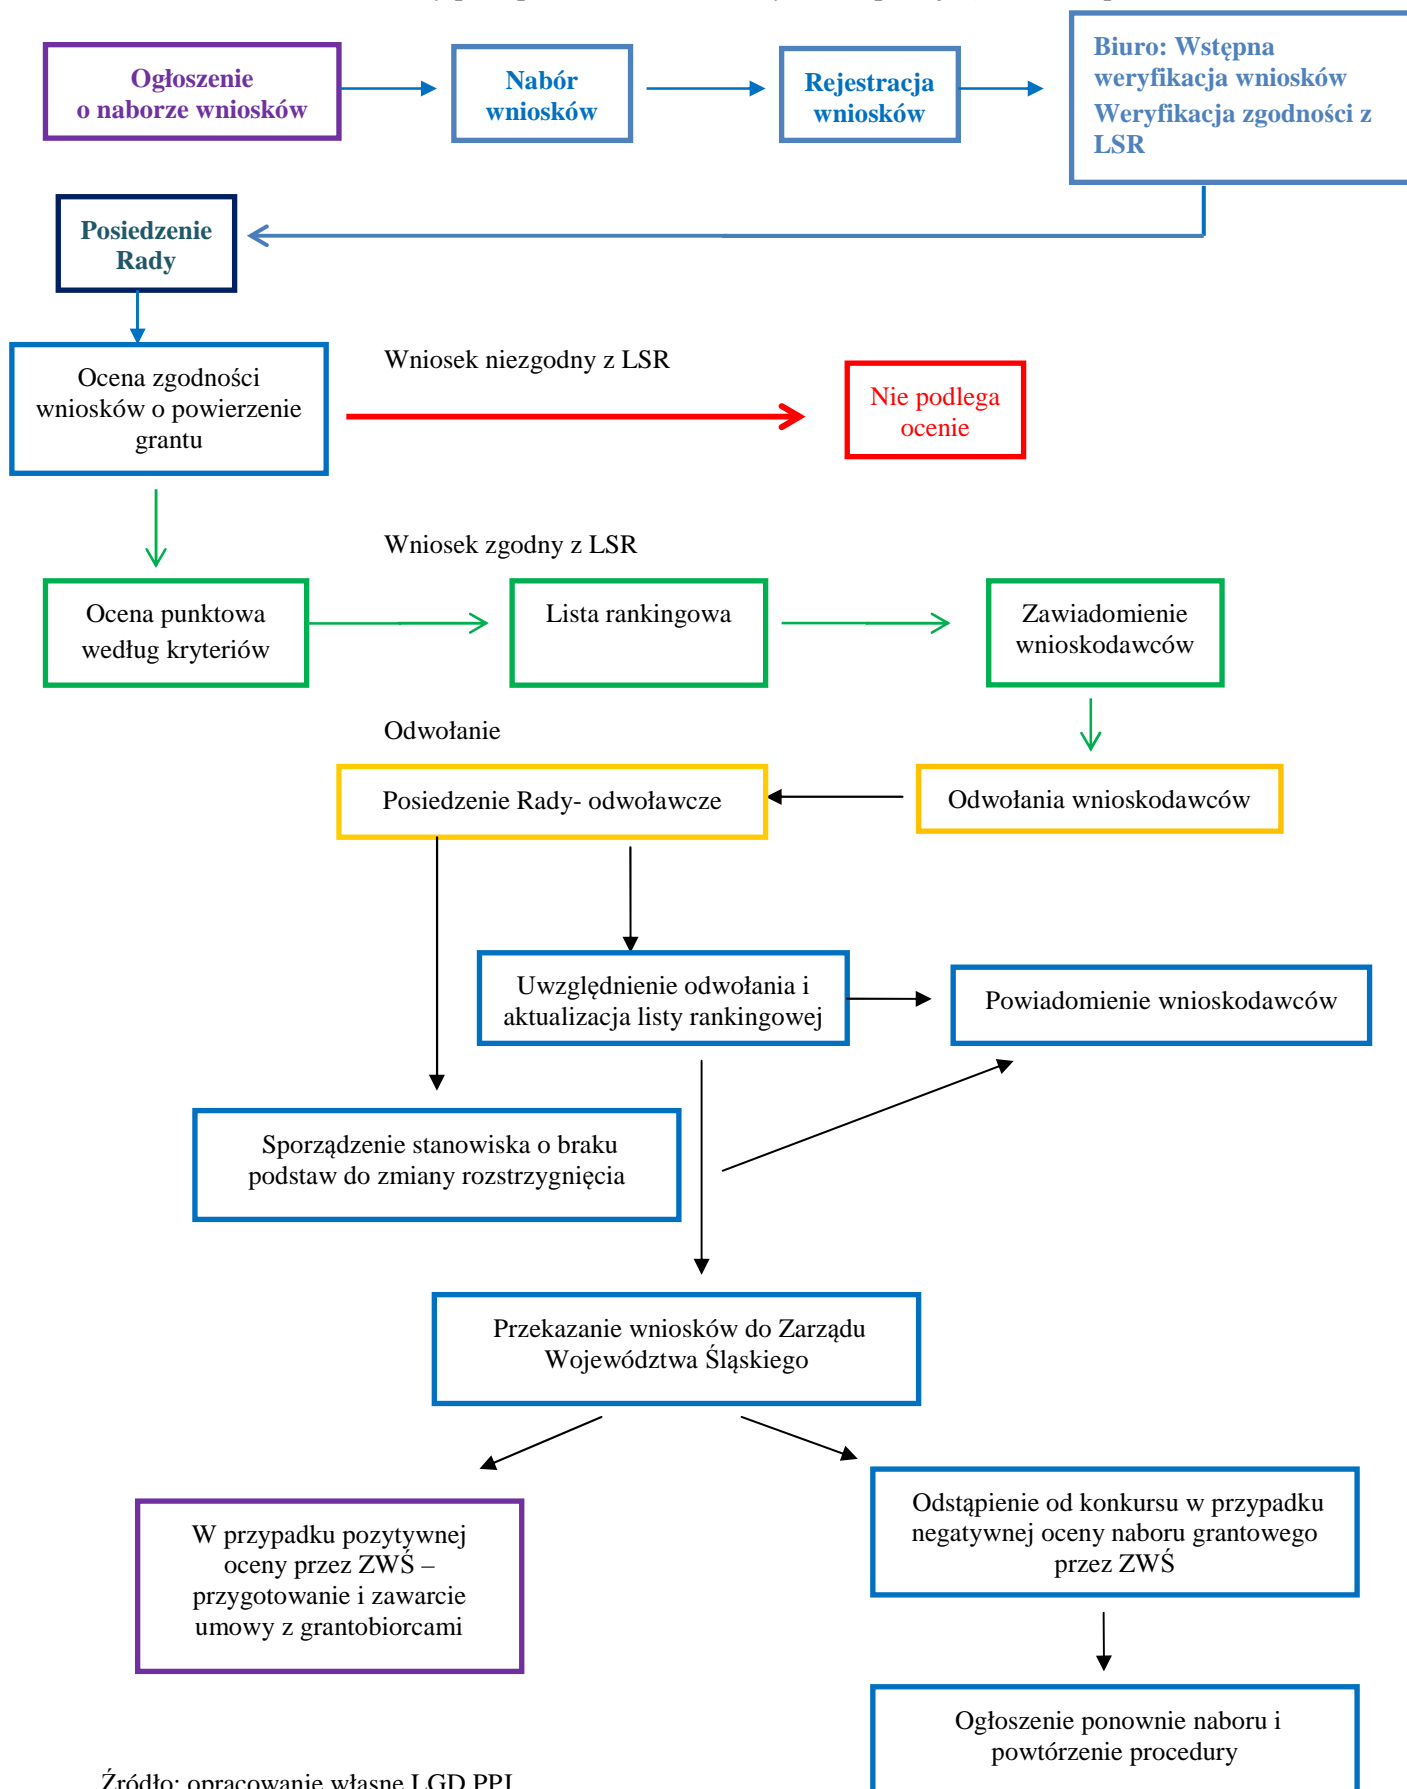 Ogłoszenie
o naborze wniosków
Nabór
wniosków
Rejestracja
wniosków
Biuro: Wstępna
weryfikacja wniosków
Weryfikacja zgodności z
LSR
Posiedzenie
Rady
Ocena zgodności
wniosków o powierzenie
grantu
Wniosek niezgodny z LSR
Nie podlega
ocenie
Wniosek zgodny z LSR
Ocena punktowa
według kryteriów
Lista rankingowa
Zawiadomienie
wnioskodawców
Odwołanie
Posiedzenie Rady- odwoławcze
Odwołania wnioskodawców
Uwzględnienie odwołania i
aktualizacja listy rankingowej
Powiadomienie wnioskodawców
Sporządzenie stanowiska o braku
podstaw do zmiany rozstrzygnięcia
Przekazanie wniosków do Zarządu
Województwa Śląskiego
W przypadku pozytywnej
oceny przez ZWŚ –
przygotowanie i zawarcie
umowy z grantobiorcami
Odstąpienie od konkursu w przypadku
negatywnej oceny naboru grantowego
przez ZWŚ
Ogłoszenie ponownie naboru i
powtórzenie procedury
Źródło: opracowanie własne LGD PPJ